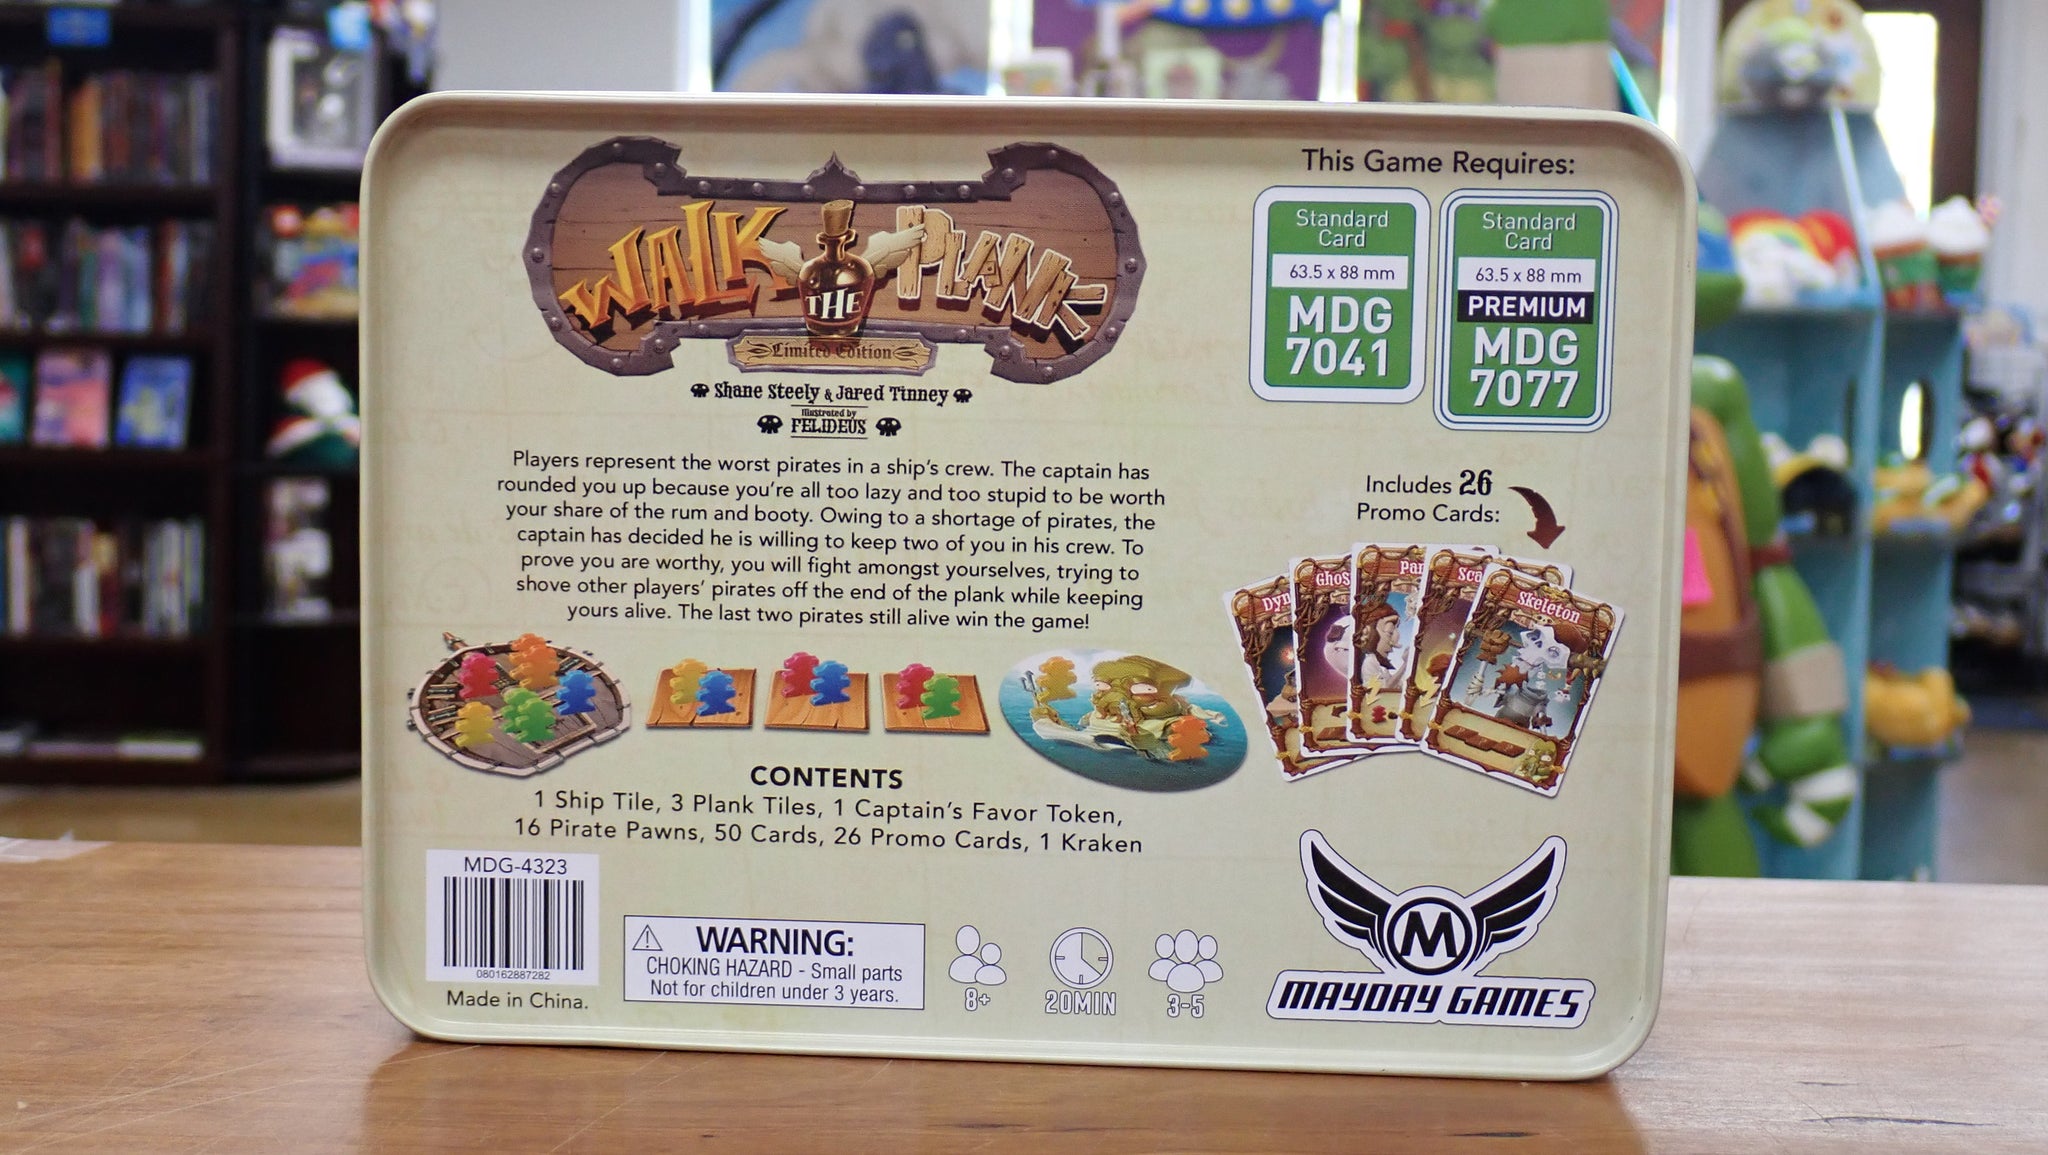 WALK THE PLANK
Limited Edition
Shane Steely & Jared Tinney
Illustrated by
FELIDEUS
Players represent the worst pirates in a ship's crew. The captain has
rounded you up because you're all too lazy and too stupid to be worth
your share of the rum and booty. Owing to a shortage of pirates, the
captain has decided he is willing to keep two of you in his crew. To
prove you are worthy, you will fight amongst yourselves, trying to
shove other players' pirates off the end of the plank while keeping
yours alive. The last two pirates still alive win the game!
CONTENTS
1 Ship Tile, 3 Plank Tiles, 1 Captain's Favor Token,
16 Pirate Pawns, 50 Cards, 26 Promo Cards, 1 Kraken
This Game Requires:
Standard
Card
63.5 x 88 mm
MDG
7041
Standard
Card
63.5 x 88 mm
PREMIUM
MDG
7077
Includes 26
Promo Cards:
Skeleton
MDG-4323
080162887282
Made in China.
WARNING:
CHOKING HAZARD - Small parts
Not for children under 3 years.
8+
20MIN
3-5
M
MAYDAY GAMES